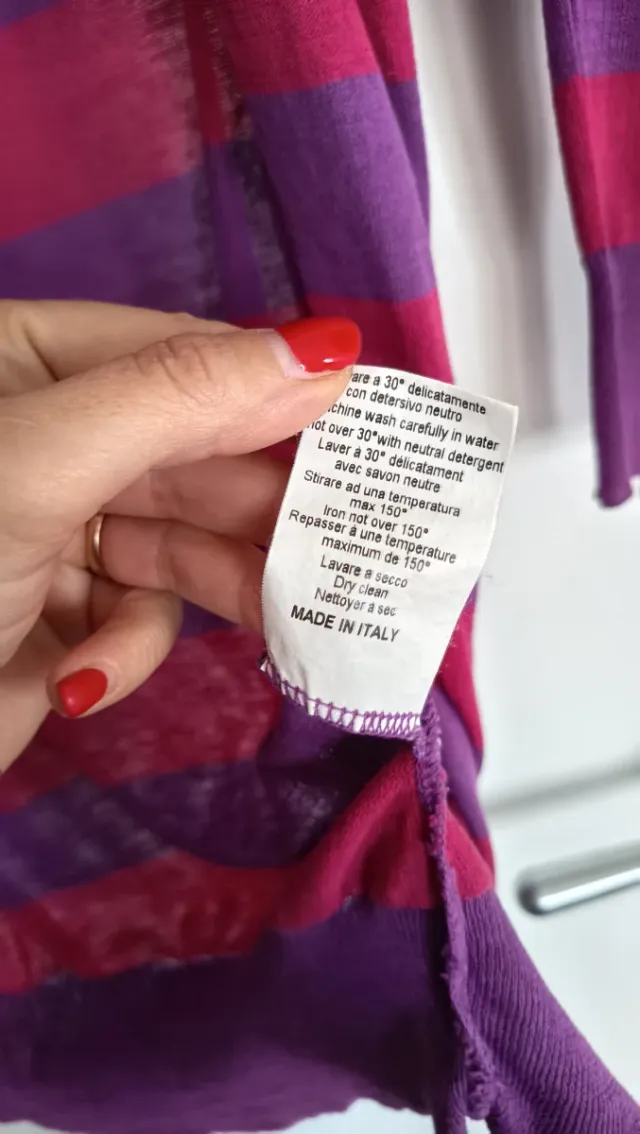 are a 30° delicatamente
con detersivo neutro
chine wash carefully in water
not over 30°with neutral detergent
Laver à 30° délicatament
avec savon neutre
Stirare ad una temperatura
max 150°
Iron not over 150°
Repasser à une température
maximum de 150°
Lavare a secco
Dry clean
Nettoyer à sec
MADE IN ITALY